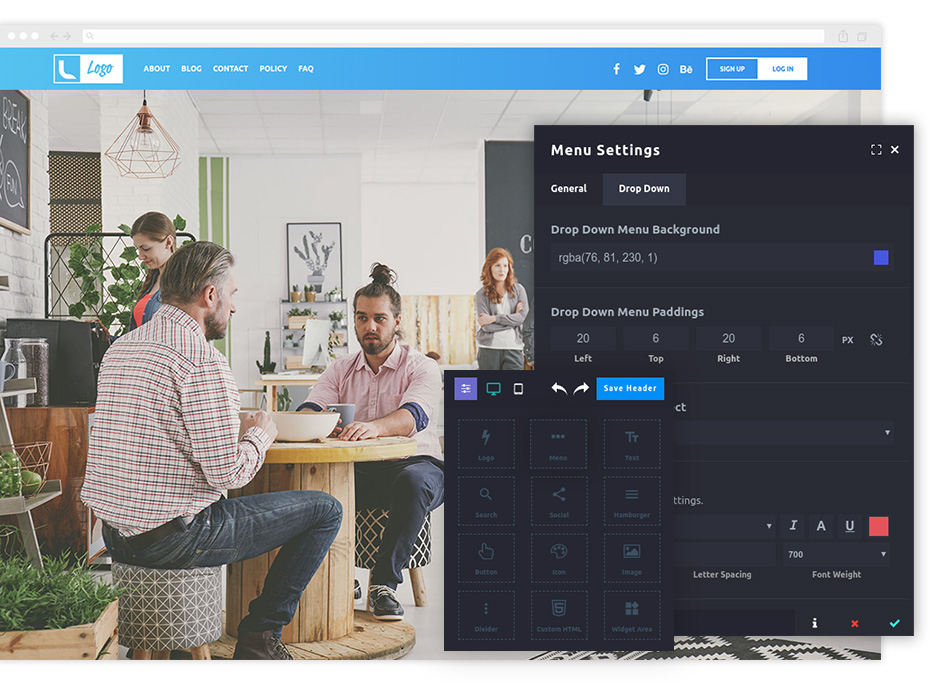 Logo
ABOUT BLOG CONTACT POLICY FAQ
Bē
SIGN UP LOG IN
BREAK
FUN
Menu Settings
General Drop Down
Drop Down Menu Background
rgba(76, 81, 230, 1)
Drop Down Menu Paddings
20 6 20 6 PX
Left Top Right Bottom
ct
Save Header
Logo Menu Text
Search Social Hamburger
Button Icon Image
Divider Custom HTML Widget Area
ttings.
I A U
700
Letter Spacing Font Weight